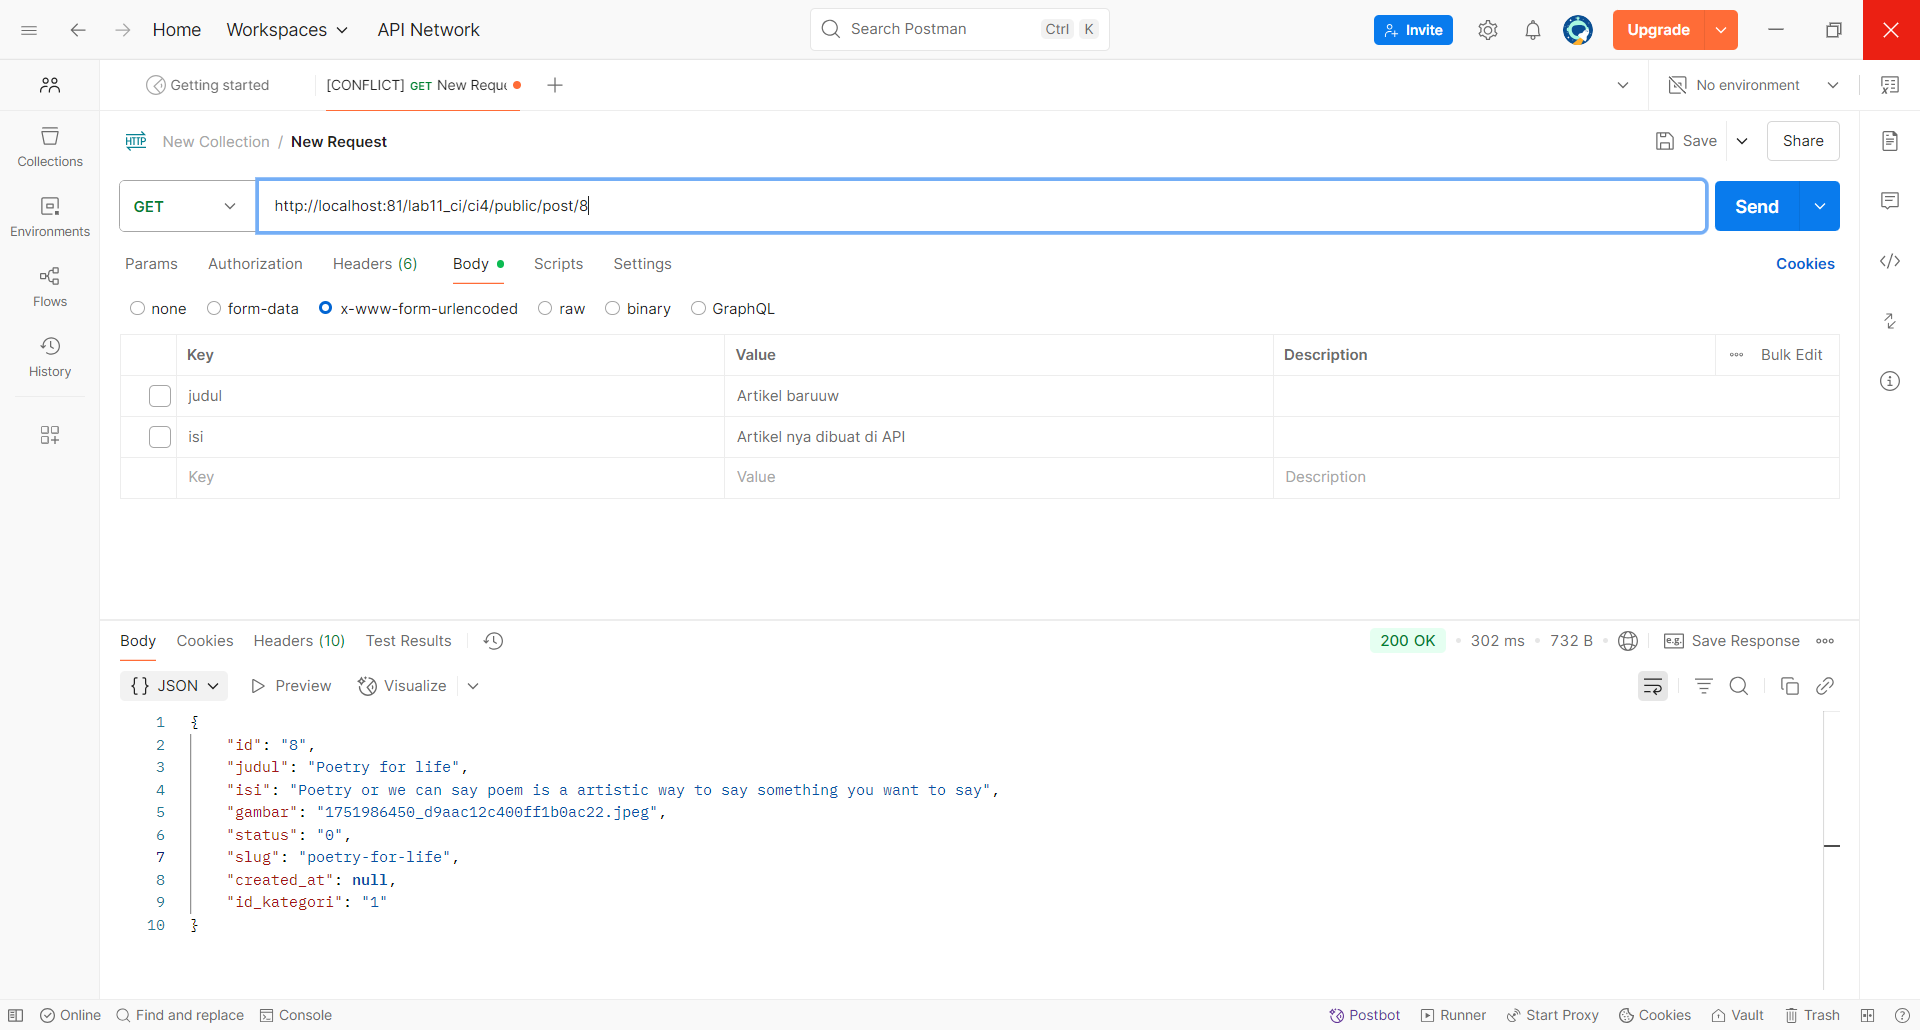 Home Workspaces API Network Search Postman Ctrl K Invite Upgrade
Getting started [CONFLICT] GET New Requ No environment
HTTP New Collection / New Request Save Share
GET http://localhost:81/lab11_ci/ci4/public/post/8 Send
Collections
Environments
Flows
History
Params Authorization Headers (6) Body Scripts Settings Cookies
none form-data x-www-form-urlencoded raw binary GraphQL
Key Value Description Bulk Edit
judul Artikel baruuw
isi Artikel nya dibuat di API
Key Value Description
Body Cookies Headers (10) Test Results 200 OK 302 ms 732 B e.g. Save Response
{} JSON Preview Visualize
1 {
2 "id": "8",
3 "judul": "Poetry for life",
4 "isi": "Poetry or we can say poem is a artistic way to say something you want to say",
5 "gambar": "1751986450_d9aac12c400ff1b0ac22.jpeg",
6 "status": "0",
7 "slug": "poetry-for-life",
8 "created_at": null,
9 "id_kategori": "1"
10 }
Online Find and replace Console Postbot Runner Start Proxy Cookies Vault Trash